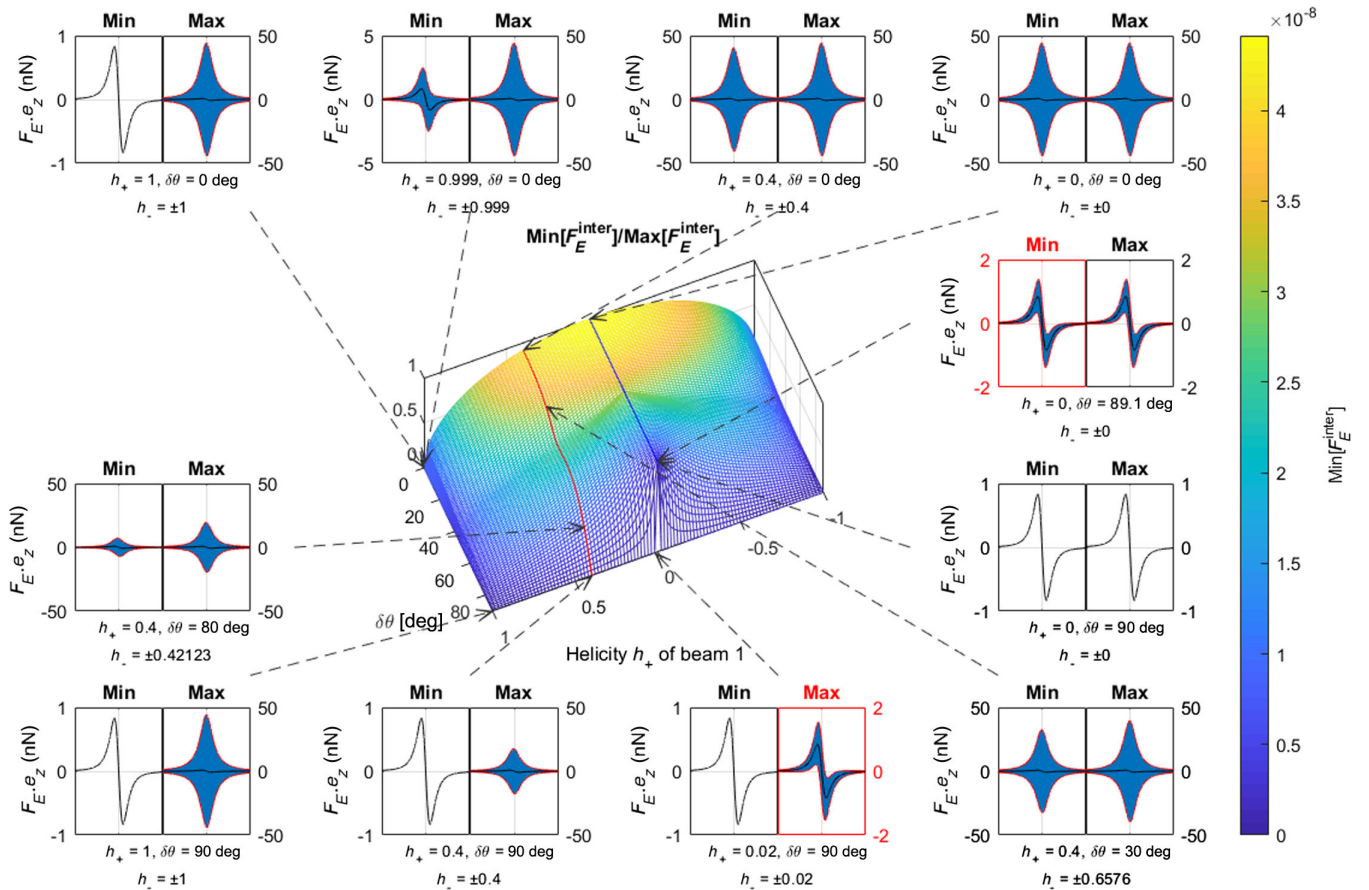 Min Max
1 50
0 0
-1 -50
F_E.e_z (nN)
h_+ = 1, δθ = 0 deg
h_- = ±1
Min Max
5 50
0 0
-5 -50
F_E.e_z (nN)
h_+ = 0.999, δθ = 0 deg
h_- = ±0.999
Min Max
50 50
0 0
-50 -50
F_E.e_z (nN)
h_+ = 0.4, δθ = 0 deg
h_- = ±0.4
Min Max
50 50
0 0
-50 -50
F_E.e_z (nN)
h_+ = 0, δθ = 0 deg
h_- = ±0
×10^-8
4
3.5
3
2.5
2
1.5
1
0.5
0
Min[F_E^inter]
Min[F_E^inter]/Max[F_E^inter]
1
0.5
0
0
20
40
60
80
δθ [deg]
1
0.5
0
-0.5
-1
Helicity h_+ of beam 1
Min Max
2 2
0 0
-2 -2
F_E.e_z (nN)
h_+ = 0, δθ = 89.1 deg
h_- = ±0
Min Max
50 50
0 0
-50 -50
F_E.e_z (nN)
h_+ = 0.4, δθ = 80 deg
h_- = ±0.42123
Min Max
1 1
0 0
-1 -1
F_E.e_z (nN)
h_+ = 0, δθ = 90 deg
h_- = ±0
Min Max
1 50
0 0
-1 -50
F_E.e_z (nN)
h_+ = 1, δθ = 90 deg
h_- = ±1
Min Max
1 50
0 0
-1 -50
F_E.e_z (nN)
h_+ = 0.4, δθ = 90 deg
h_- = ±0.4
Min Max
1 2
0 0
-1 -2
F_E.e_z (nN)
h_+ = 0.02, δθ = 90 deg
h_- = ±0.02
Min Max
50 50
0 0
-50 -50
F_E.e_z (nN)
h_+ = 0.4, δθ = 30 deg
h_- = ±0.6576